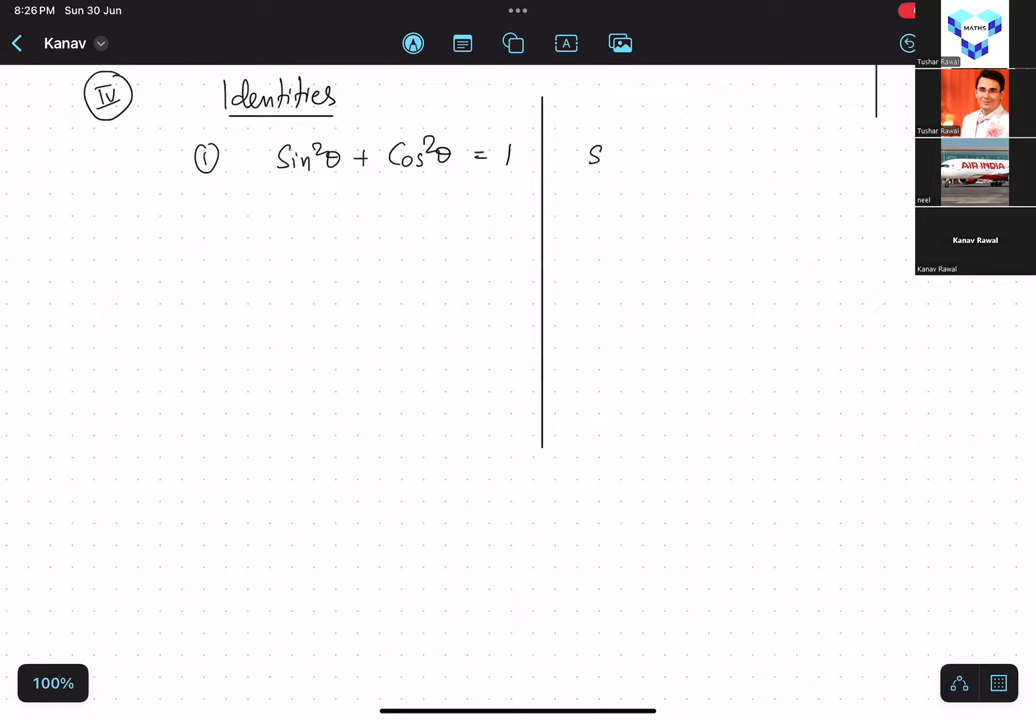 8:26 PM Sun 30 Jun
Kanav
A
MATHS
Tushar Rawal
Tushar Rawal
AIR INDIA
neel
Kanav Rawal
Kanav Rawal
IV Identities
① Sin²θ + Cos²θ = 1
S
100%